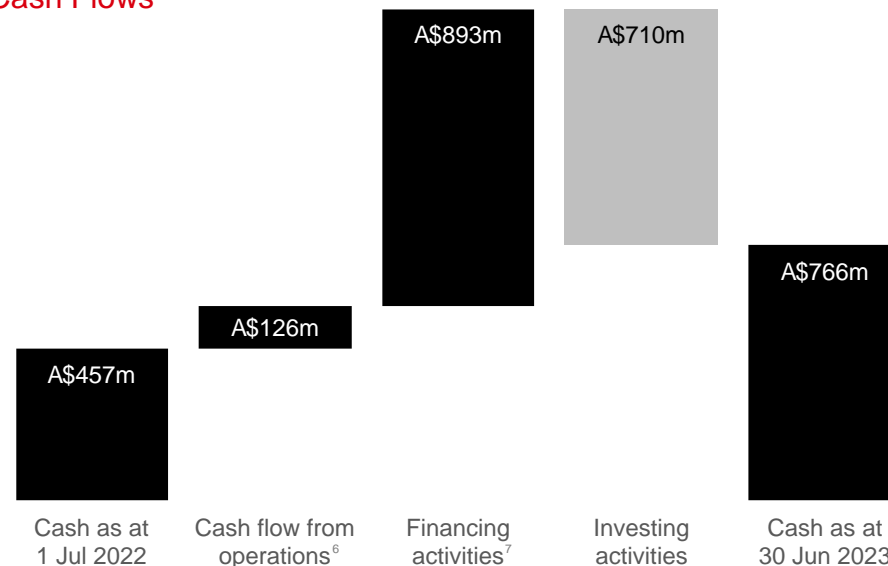 Cash Flows
A$893m
A$710m
A$766m
A$126m
A$457m
Cash as at
1 Jul 2022
Cash flow from
operations⁶
Financing
activities⁷
Investing
activities
Cash as at
30 Jun 2023